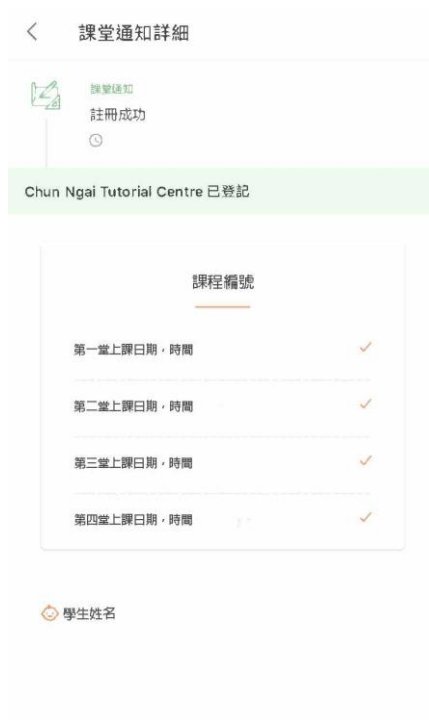 課堂通知詳細
課堂通知
註冊成功
Chun Ngai Tutorial Centre 已登記
課程編號
第一堂上課日期，時間
第二堂上課日期，時間
第三堂上課日期，時間
第四堂上課日期，時間
學生姓名